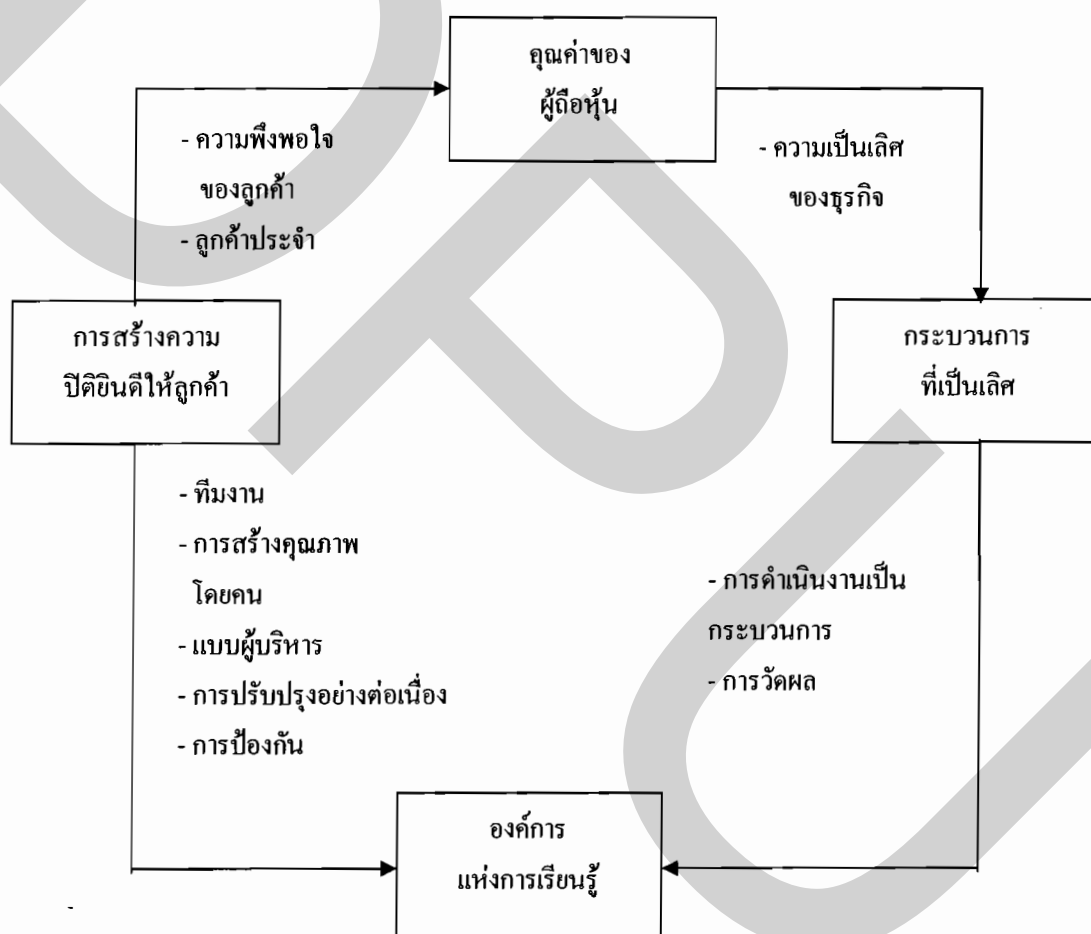 คุณค่าของ
ผู้ถือหุ้น
- ความพึงพอใจ
ของลูกค้า
- ลูกค้าประจำ
- ความเป็นเลิศ
ของธุรกิจ
การสร้างความ
ปิติยินดีให้ลูกค้า
กระบวนการ
ที่เป็นเลิศ
- ทีมงาน
- การสร้างคุณภาพ
โดยคน
- แบบผู้บริหาร
- การปรับปรุงอย่างต่อเนื่อง
- การป้องกัน
- การดำเนินงานเป็น
กระบวนการ
- การวัดผล
องค์การ
แห่งการเรียนรู้